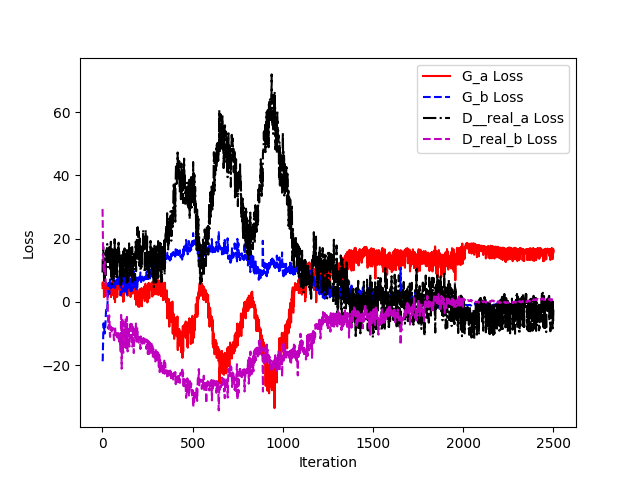 G_a Loss
G_b Loss
D__real_a Loss
D_real_b Loss
Loss
60
40
20
0
−20
0
500
1000
1500
2000
2500
Iteration